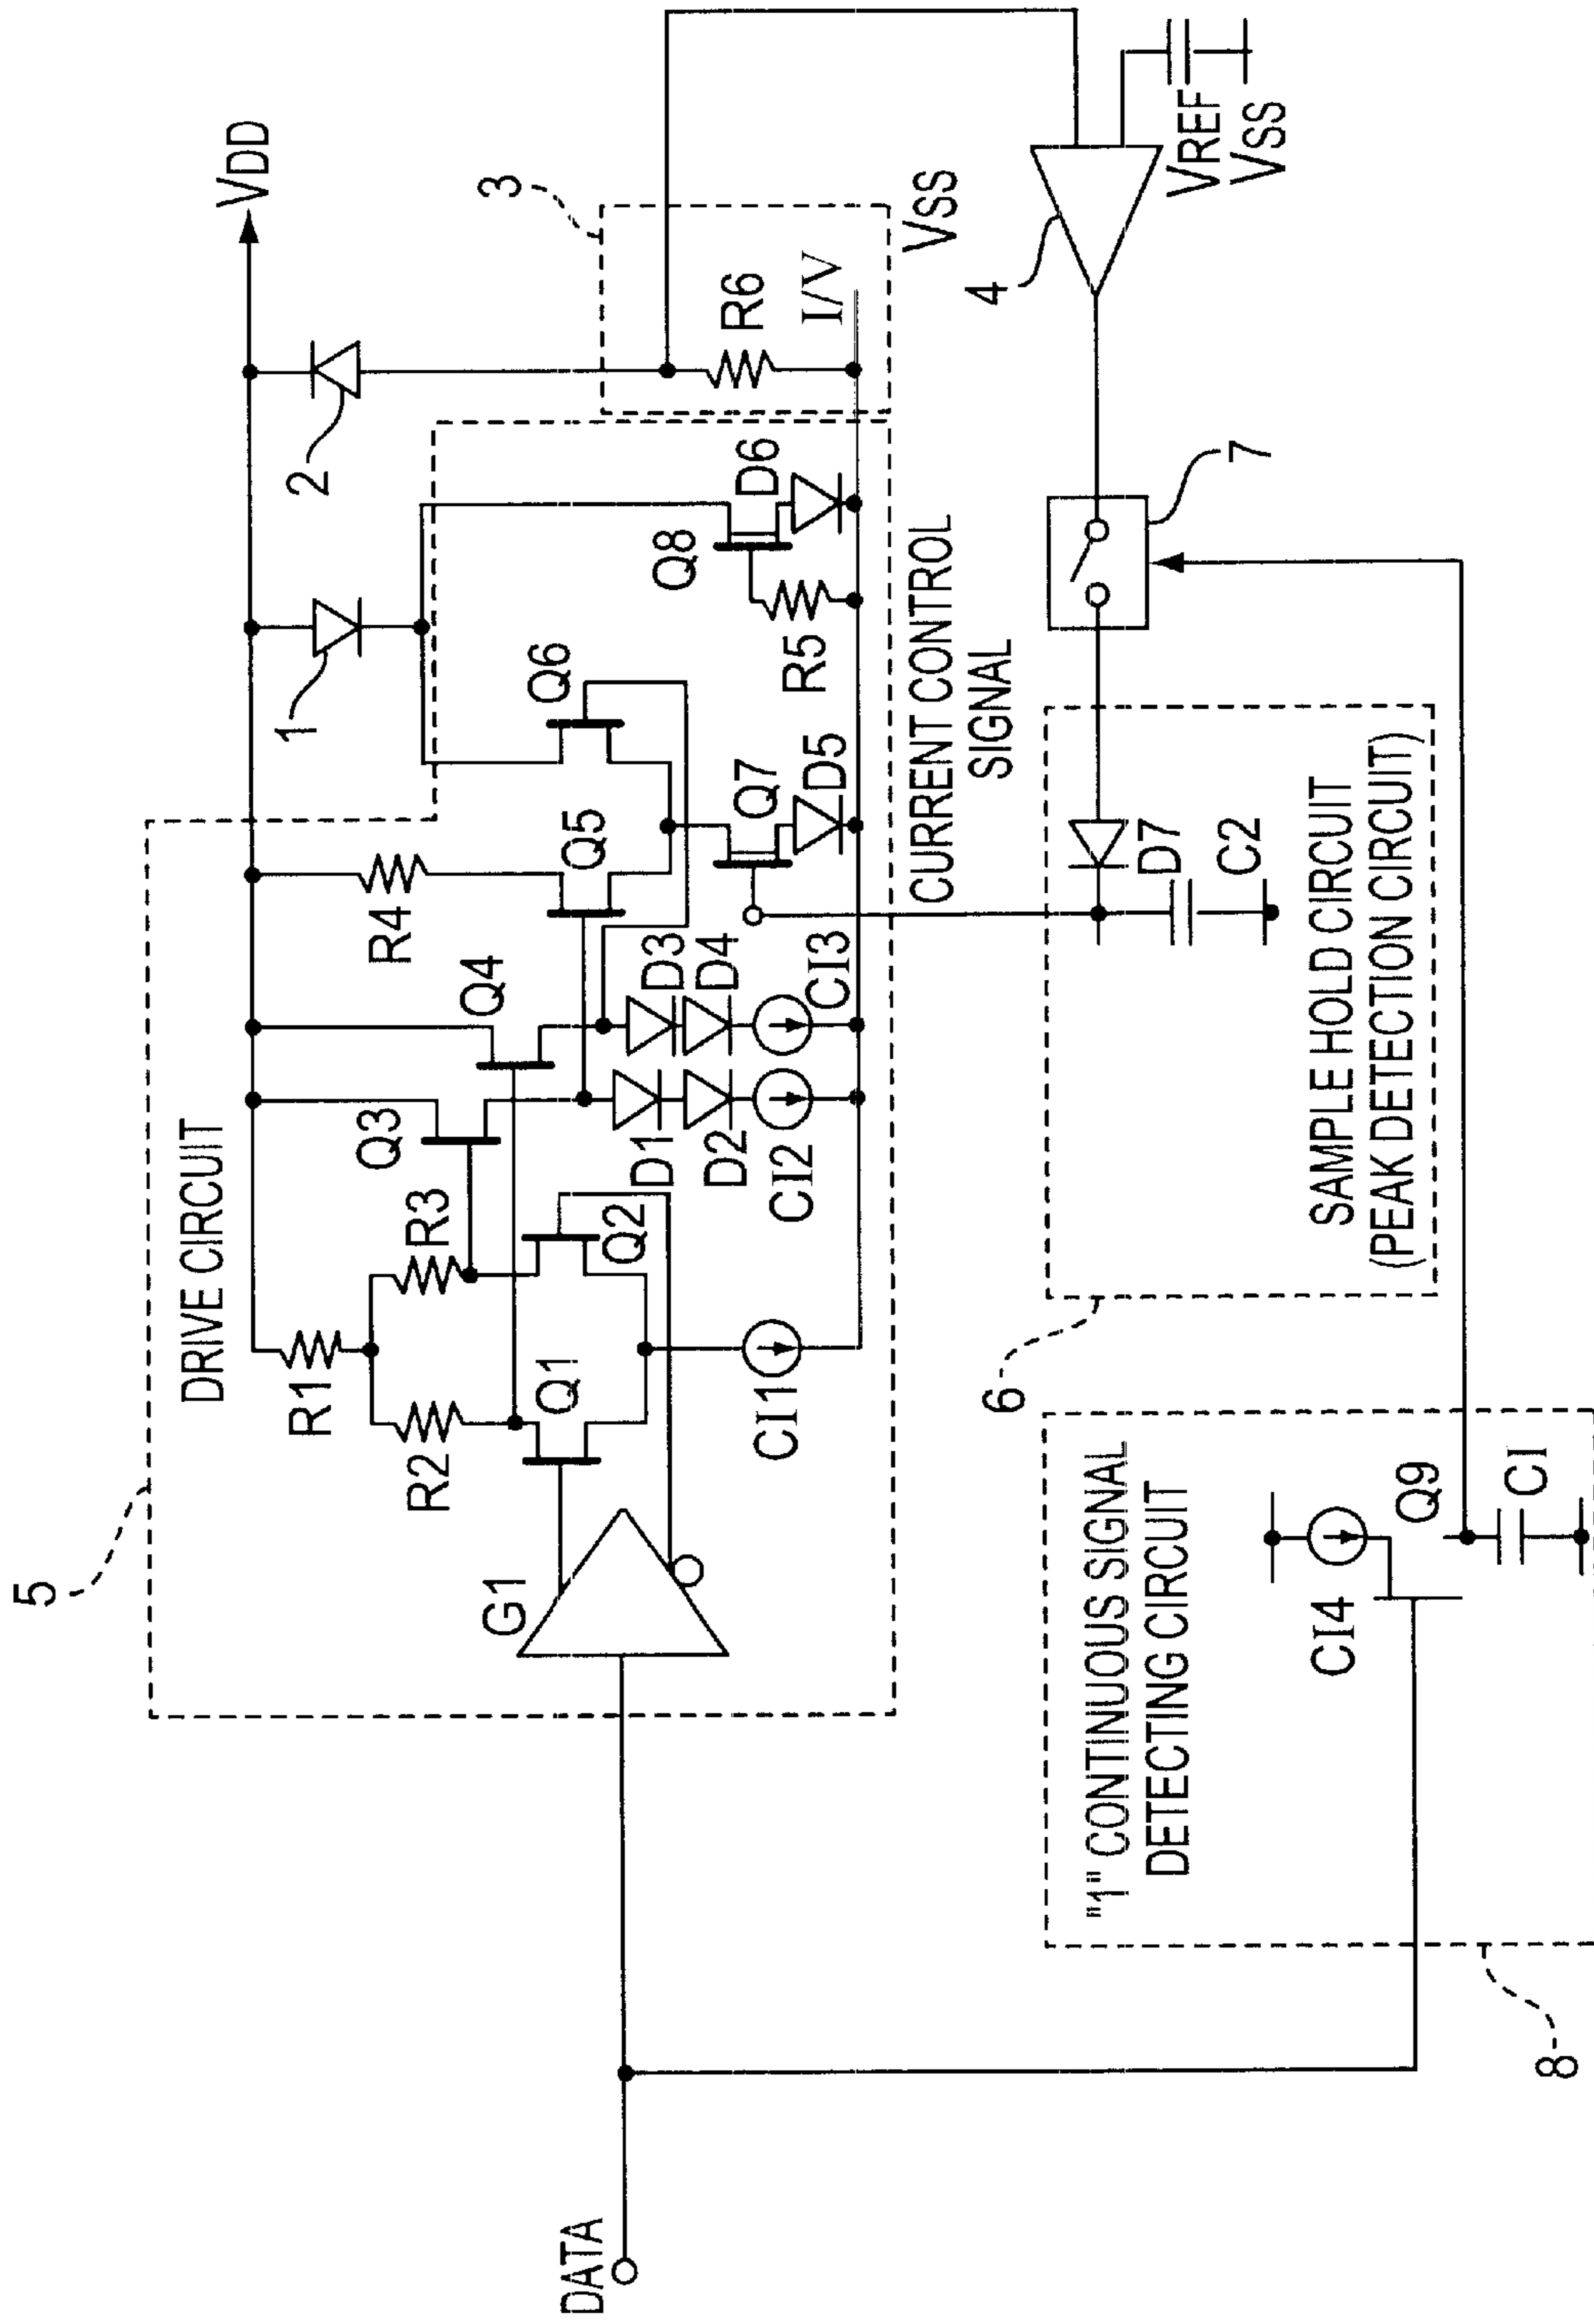 5
DRIVE CIRCUIT
VDD
R1
R2
R3
Q1
Q2
G1
CI1
Q3
Q4
D1
D2
D3
D4
CI2
CI3
R4
Q5
Q6
Q7
D5
1
2
Q8
D6
R5
3
R6
I/V
VSS
CURRENT CONTROL
SIGNAL
4
VREF
VSS
7
DATA
"1" CONTINUOUS SIGNAL
DETECTING CIRCUIT
CI4
Q9
CI
8
6
D7
C2
SAMPLE HOLD CIRCUIT
(PEAK DETECTION CIRCUIT)